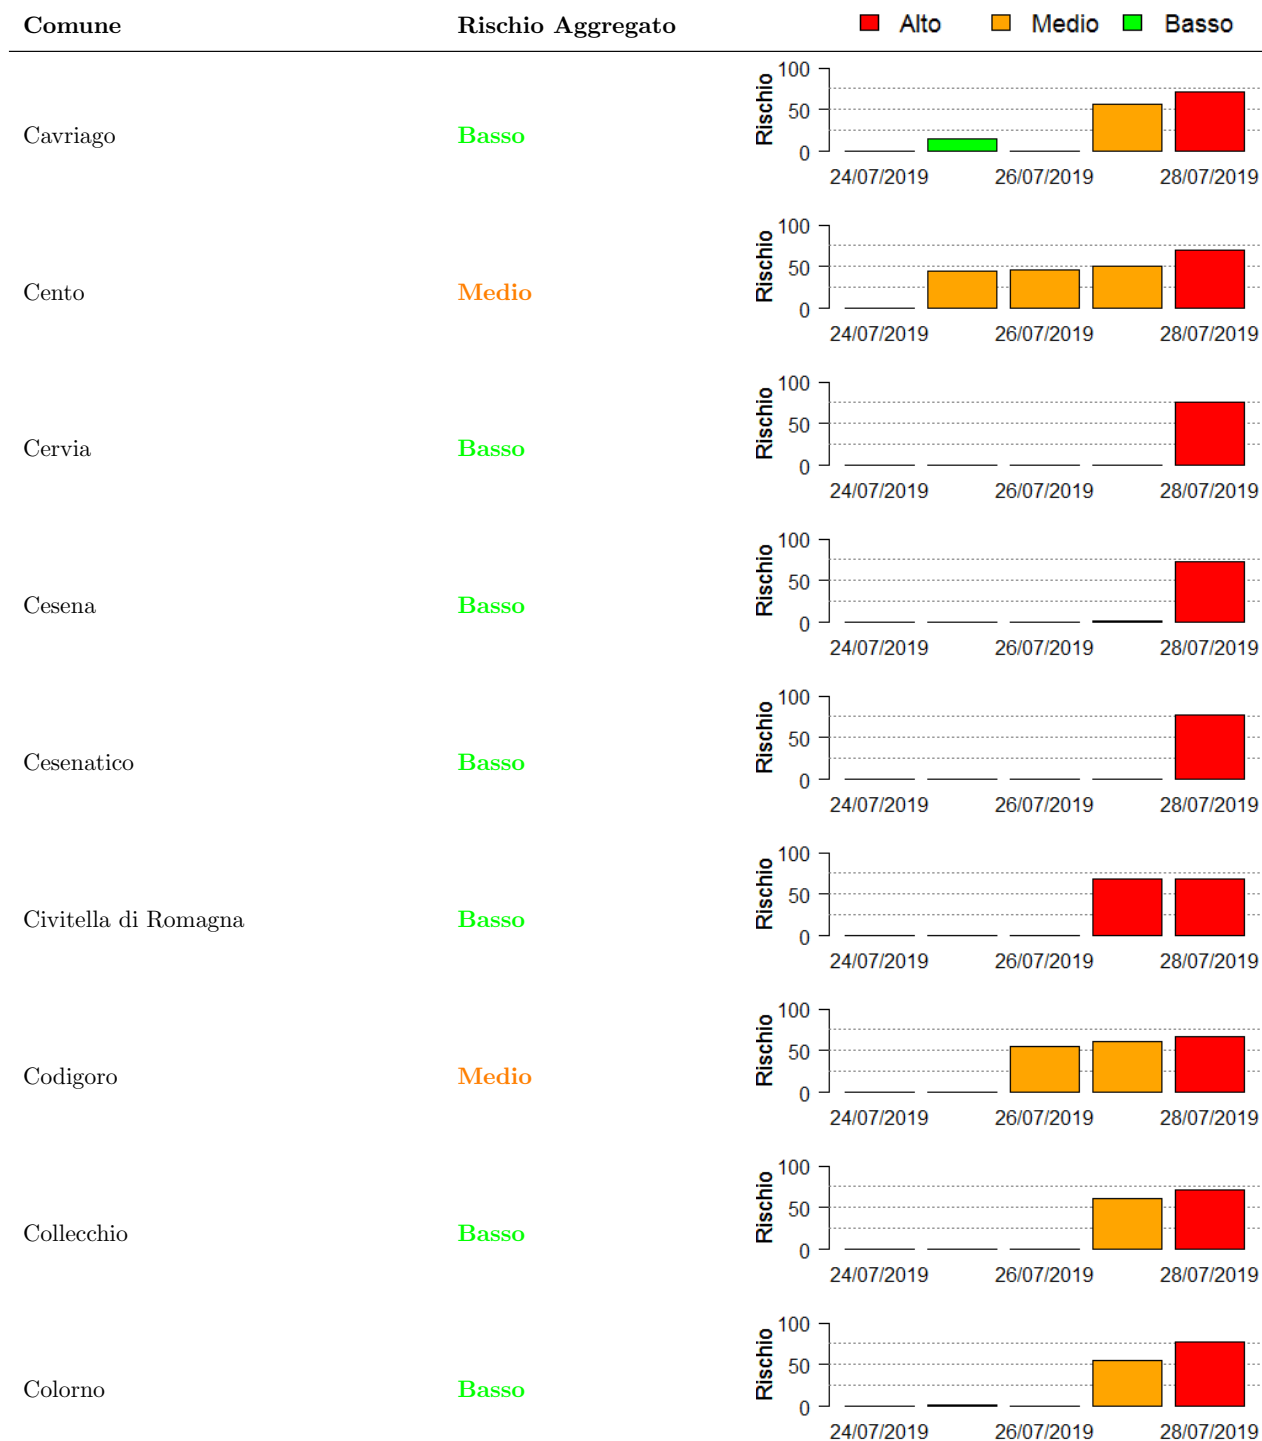 Comune Rischio Aggregato Alto Medio Basso
Cavriago Basso Rischio 100 50 0
24/07/2019 26/07/2019 28/07/2019
Cento Medio Rischio 100 50 0
24/07/2019 26/07/2019 28/07/2019
Cervia Basso Rischio 100 50 0
24/07/2019 26/07/2019 28/07/2019
Cesena Basso Rischio 100 50 0
24/07/2019 26/07/2019 28/07/2019
Cesenatico Basso Rischio 100 50 0
24/07/2019 26/07/2019 28/07/2019
Civitella di Romagna Basso Rischio 100 50 0
24/07/2019 26/07/2019 28/07/2019
Codigoro Medio Rischio 100 50 0
24/07/2019 26/07/2019 28/07/2019
Collecchio Basso Rischio 100 50 0
24/07/2019 26/07/2019 28/07/2019
Colorno Basso Rischio 100 50 0
24/07/2019 26/07/2019 28/07/2019